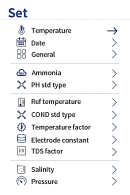 Set
Temperature
Date
General
Ammonia
PH std type
Ref temperature
COND std type
Temperature factor
Electrode constant
TDS factor
Salinity
Pressure